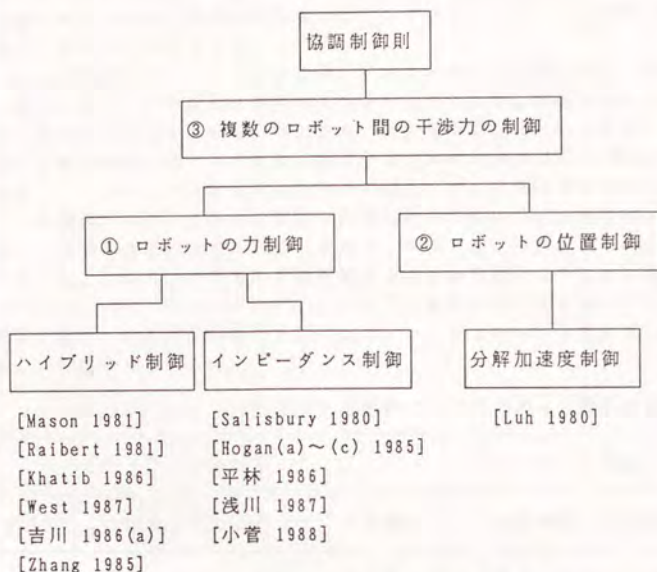 協調制御則
③ 複数のロボット間の干渉力の制御
① ロボットの力制御
② ロボットの位置制御
ハイブリッド制御
インピーダンス制御
分解加速度制御
[Mason 1981]
[Raibert 1981]
[Khatib 1986]
[West 1987]
[吉川 1986(a)]
[Zhang 1985]
[Salisbury 1980]
[Hogan(a)～(c) 1985]
[平林 1986]
[浅川 1987]
[小菅 1988]
[Luh 1980]